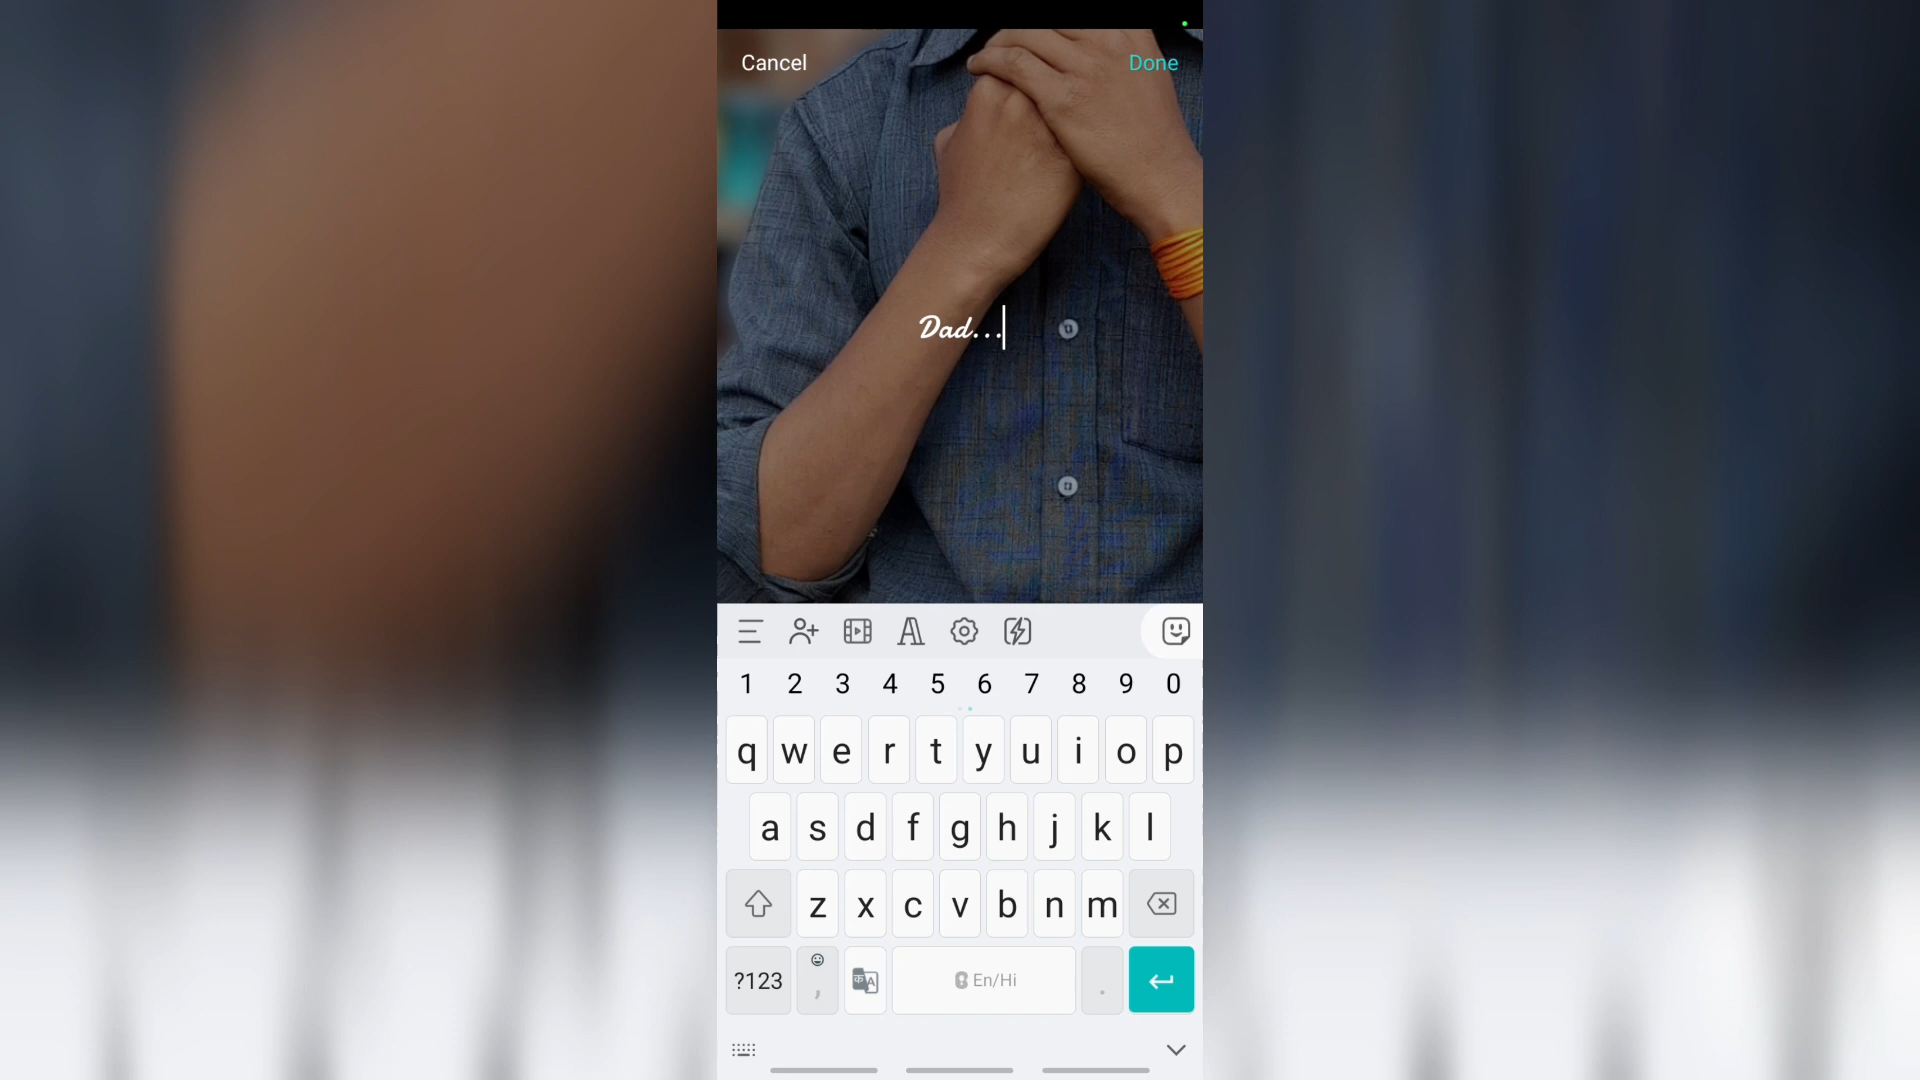 Cancel Done
Dad...
1 2 3 4 5 6 7 8 9 0
q w e r t y u i o p
a s d f g h j k l
z x c v b n m
?123 , En/Hi .